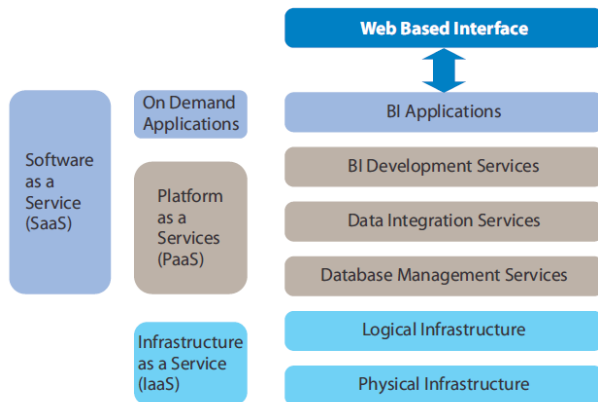 Web Based Interface
On Demand
Applications
BI Applications
Software
as a
Service
(SaaS)
Platform
as a
Services
(PaaS)
BI Development Services
Data Integration Services
Database Management Services
Infrastructure
as a Service
(IaaS)
Logical Infrastructure
Physical Infrastructure